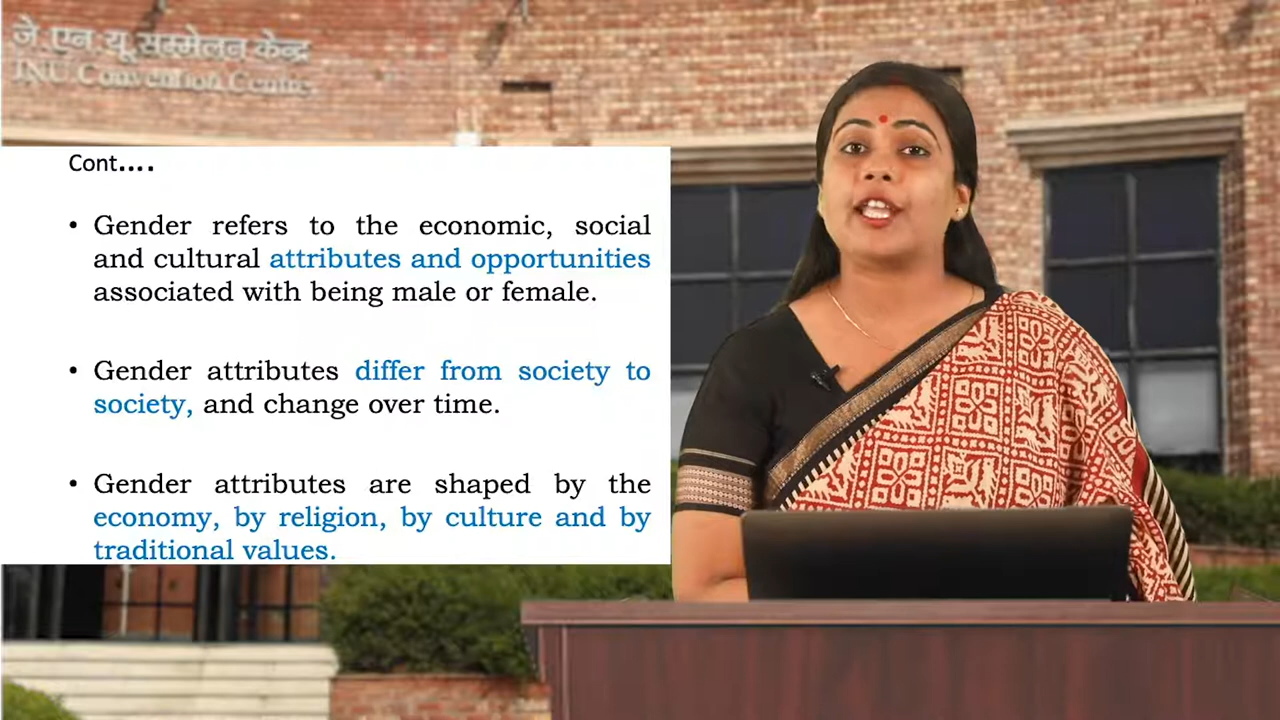 जे एन यू सम्मेलन केन्द्र
JNU Convention Centre
Cont....
• Gender refers to the economic, social
and cultural attributes and opportunities
associated with being male or female.
• Gender attributes differ from society to
society, and change over time.
• Gender attributes are shaped by the
economy, by religion, by culture and by
traditional values.